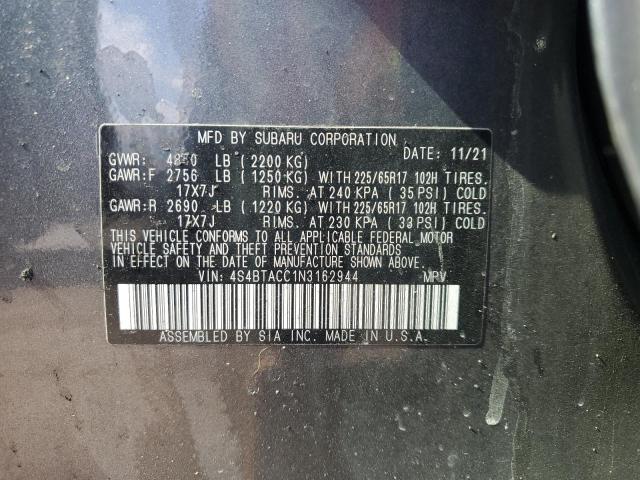 MFD BY SUBARU CORPORATION DATE: 11/21
GVWR: 4850 LB (2200 KG)
GAWR:F 2756 LB (1250 KG) WITH 225/65R17 102H TIRES.
17X7J RIMS. AT 240 KPA (35 PSI) COLD
GAWR:R 2690 LB (1220 KG) WITH 225/65R17 102H TIRES.
17X7J RIMS. AT 230 KPA (33 PSI) COLD
THIS VEHICLE CONFORMS TO ALL APPLICABLE FEDERAL MOTOR
VEHICLE SAFETY AND THEFT PREVENTION STANDARDS
IN EFFECT ON THE DATE OF MANUFACTURE SHOWN ABOVE.
VIN: 4S4BTACC1N3162944 MPV
ASSEMBLED BY SIA INC. MADE IN U.S.A.